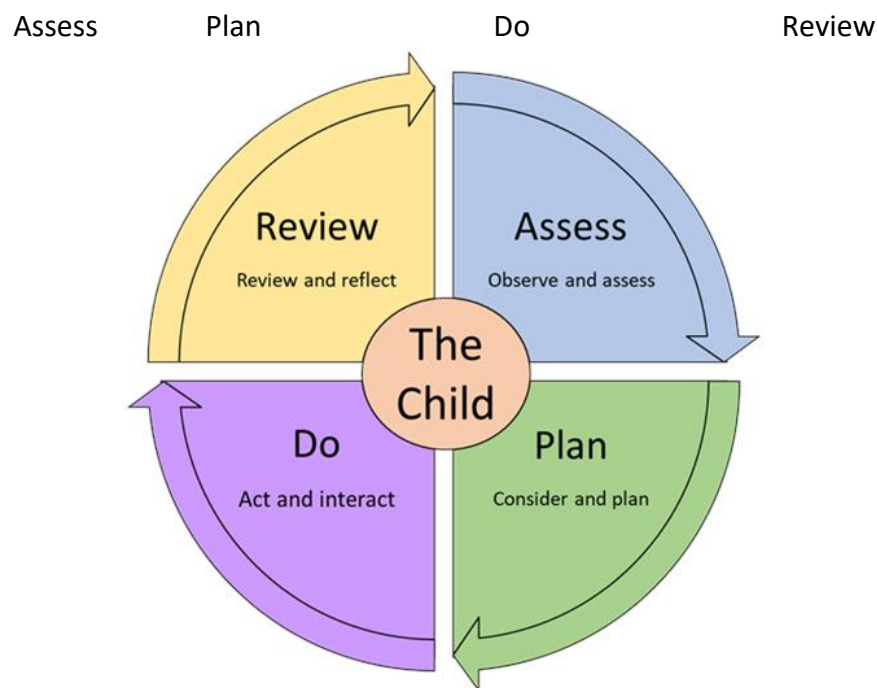 Assess Plan Do Review
Review
Review and reflect
Assess
Observe and assess
The
Child
Do
Act and interact
Plan
Consider and plan